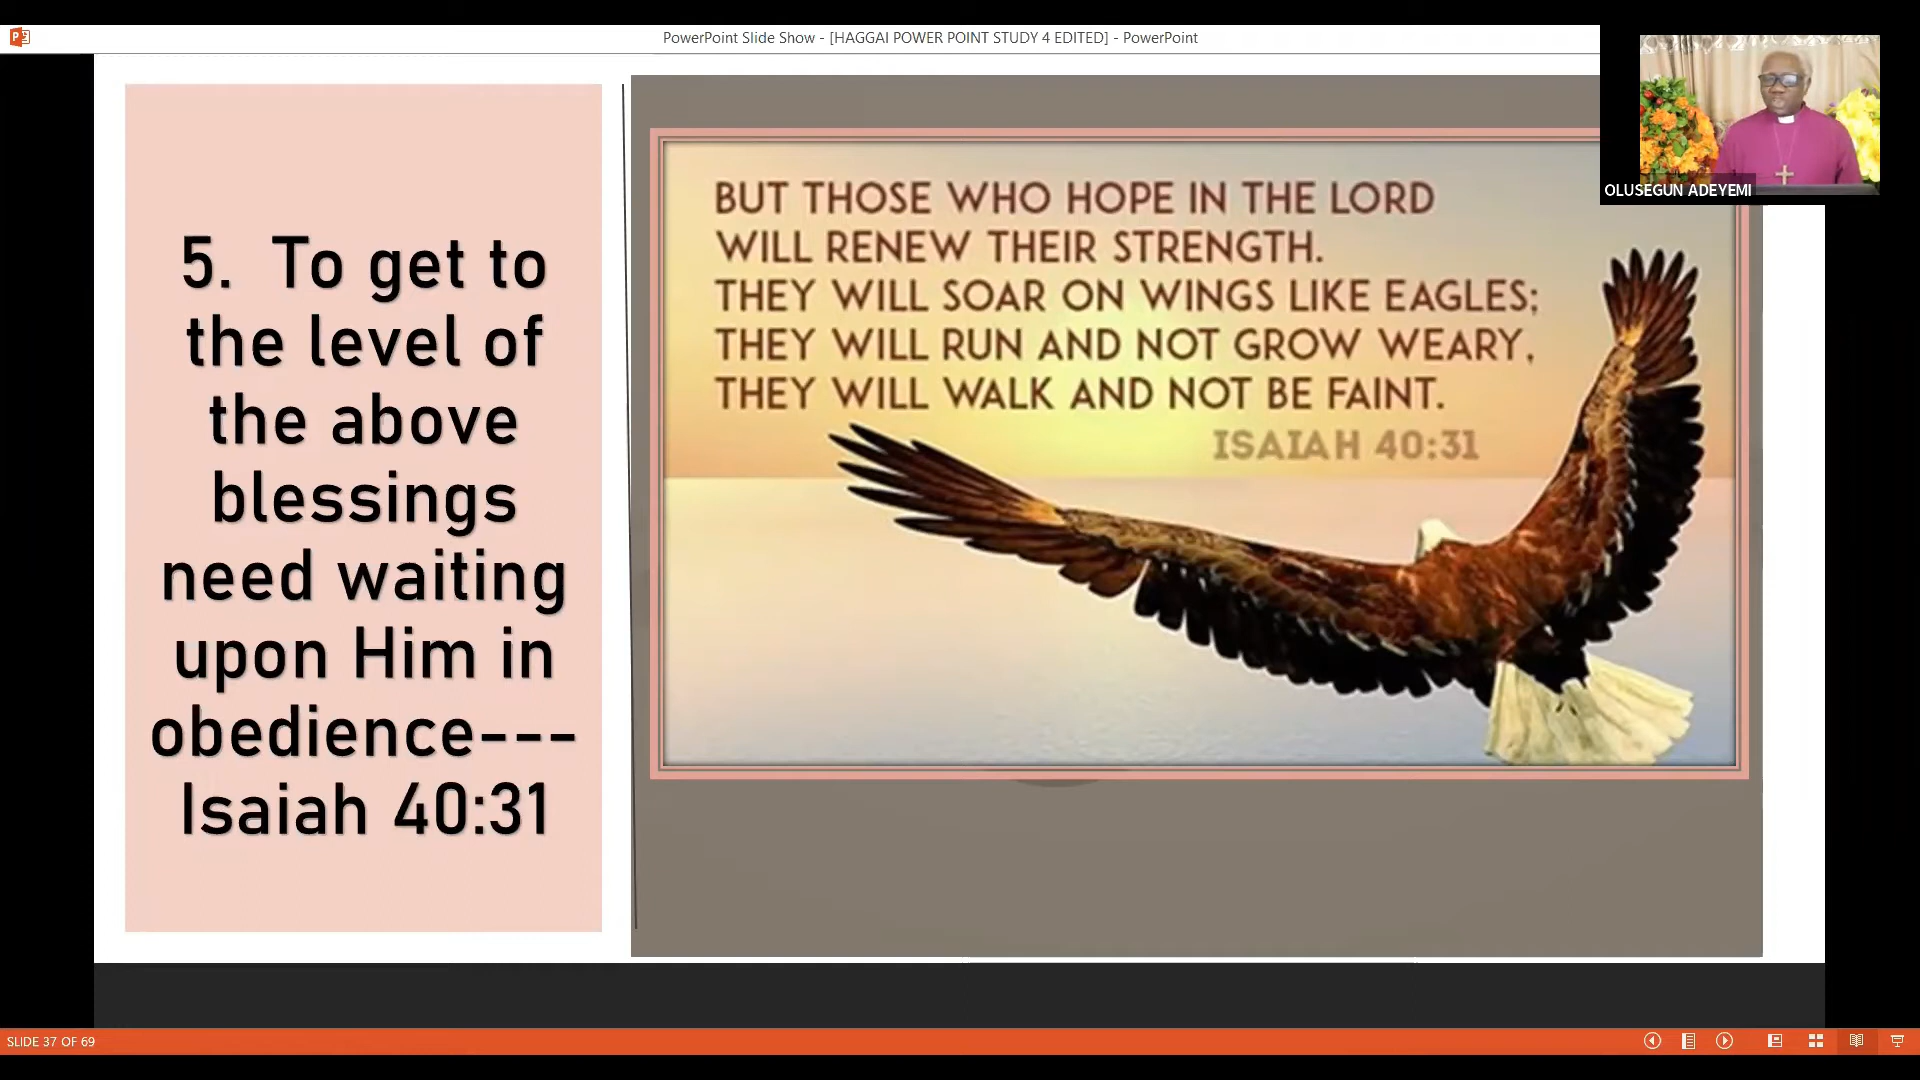 PowerPoint Slide Show - [HAGGAI POWER POINT STUDY 4 EDITED] - PowerPoint
OLUSEGUN ADEYEMI
5. To get to
the level of
the above
blessings
need waiting
upon Him in
obedience---
Isaiah 40:31
BUT THOSE WHO HOPE IN THE LORD
WILL RENEW THEIR STRENGTH.
THEY WILL SOAR ON WINGS LIKE EAGLES;
THEY WILL RUN AND NOT GROW WEARY,
THEY WILL WALK AND NOT BE FAINT.
ISAIAH 40:31
SLIDE 37 OF 69